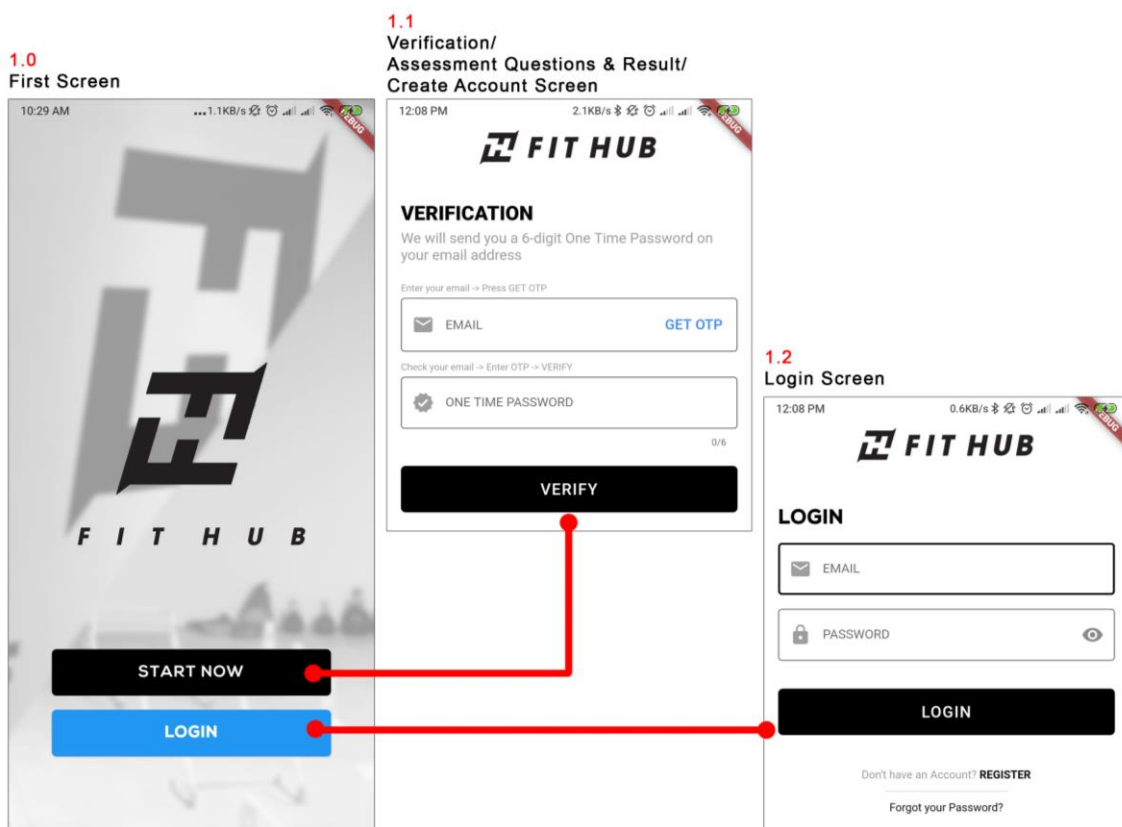 1.0
First Screen
10:29 AM ...1.1KB/s
FIT HUB
START NOW
LOGIN
1.1
Verification/
Assessment Questions & Result/
Create Account Screen
12:08 PM 2.1KB/s
FIT HUB
VERIFICATION
We will send you a 6-digit One Time Password on
your email address
Enter your email -> Press GET OTP
EMAIL GET OTP
Check your email -> Enter OTP -> VERIFY
ONE TIME PASSWORD
0/6
VERIFY
1.2
Login Screen
12:08 PM 0.6KB/s
FIT HUB
LOGIN
EMAIL
PASSWORD
LOGIN
Don't have an Account? REGISTER
Forgot your Password?